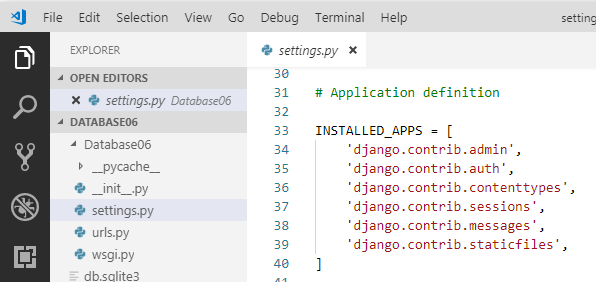 File Edit Selection View Go Debug Terminal Help setting
EXPLORER
OPEN EDITORS
settings.py Database06
DATABASE06
Database06
__pycache__
__init__.py
settings.py
urls.py
wsgi.py
db.sqlite3
settings.py
30
31 # Application definition
32
33 INSTALLED_APPS = [
34 'django.contrib.admin',
35 'django.contrib.auth',
36 'django.contrib.contenttypes',
37 'django.contrib.sessions',
38 'django.contrib.messages',
39 'django.contrib.staticfiles',
40 ]